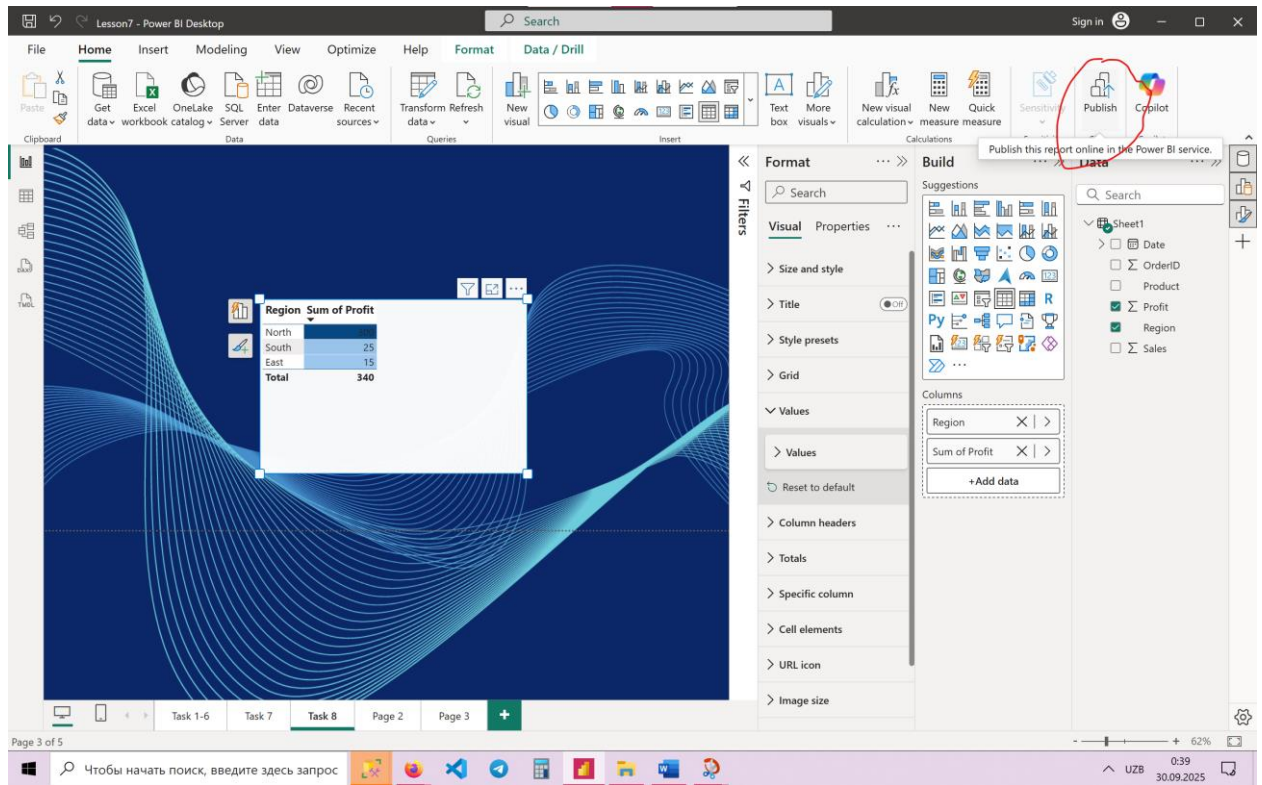 Lesson7 - Power BI Desktop
Search
Sign in
File Home Insert Modeling View Optimize Help Format Data / Drill
Paste
Get data
Excel workbook
OneLake catalog
SQL Server
Enter data
Dataverse
Recent sources
Transform data
Refresh
New visual
Text box
More visuals
New visual calculation
New measure
Quick measure
Sensitivity
Publish
Copilot
Clipboard
Data
Queries
Insert
Calculations
Publish this report online in the Power BI service.
Filters
Format
Search
Visual Properties
Size and style
Title Off
Style presets
Grid
Values
Values
Reset to default
Column headers
Totals
Specific column
Cell elements
URL icon
Image size
Build
Suggestions
R
Py
123
Columns
Region
Sum of Profit
+Add data
Data
Search
Sheet1
Date
OrderID
Product
Profit
Region
Sales
Region Sum of Profit
North
South 25
East 15
Total 340
DAX
TMDL
Task 1-6 Task 7 Task 8 Page 2 Page 3
Page 3 of 5
62%
Чтобы начать поиск, введите здесь запрос
UZB
0:39
30.09.2025